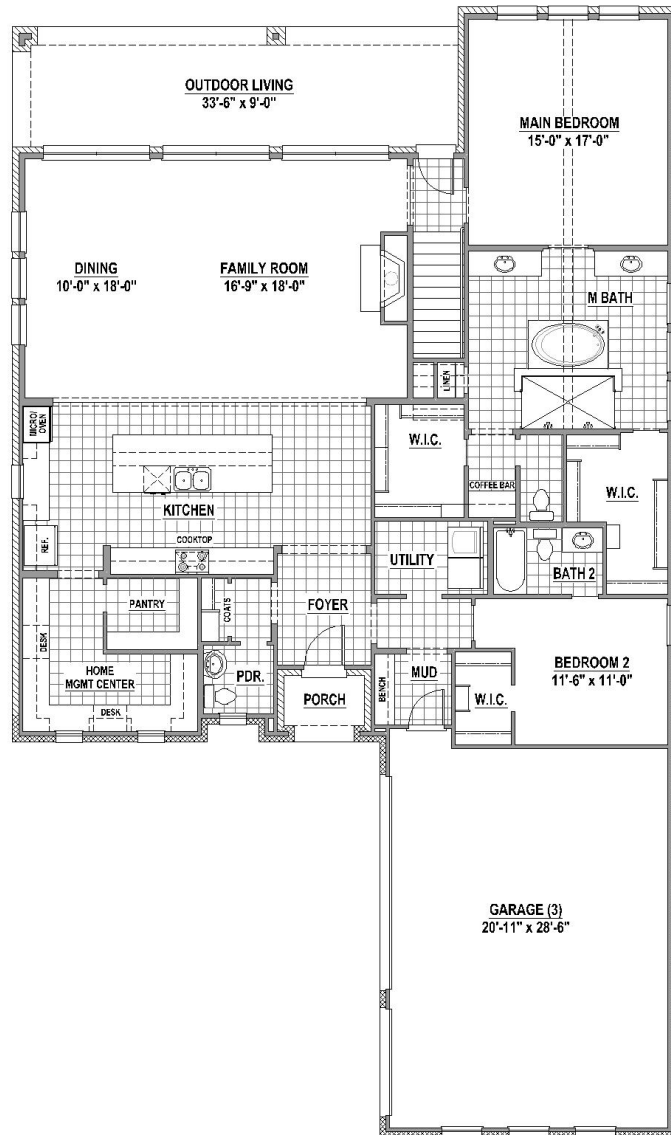 OUTDOOR LIVING
33'-6" x 9'-0"
MAIN BEDROOM
15'-0" x 17'-0"
DINING
10'-0" x 18'-0"
FAMILY ROOM
16'-9" x 18'-0"
M BATH
LINEN
MICRO/
OVEN
W.I.C.
COFFEE BAR
W.I.C.
KITCHEN
COOKTOP
REF.
UTILITY
BATH 2
PANTRY
COATS
FOYER
DESK
HOME
MGMT CENTER
DESK
PDR.
PORCH
BENCH
MUD
BEDROOM 2
11'-6" x 11'-0"
W.I.C.
GARAGE (3)
20'-11" x 28'-6"